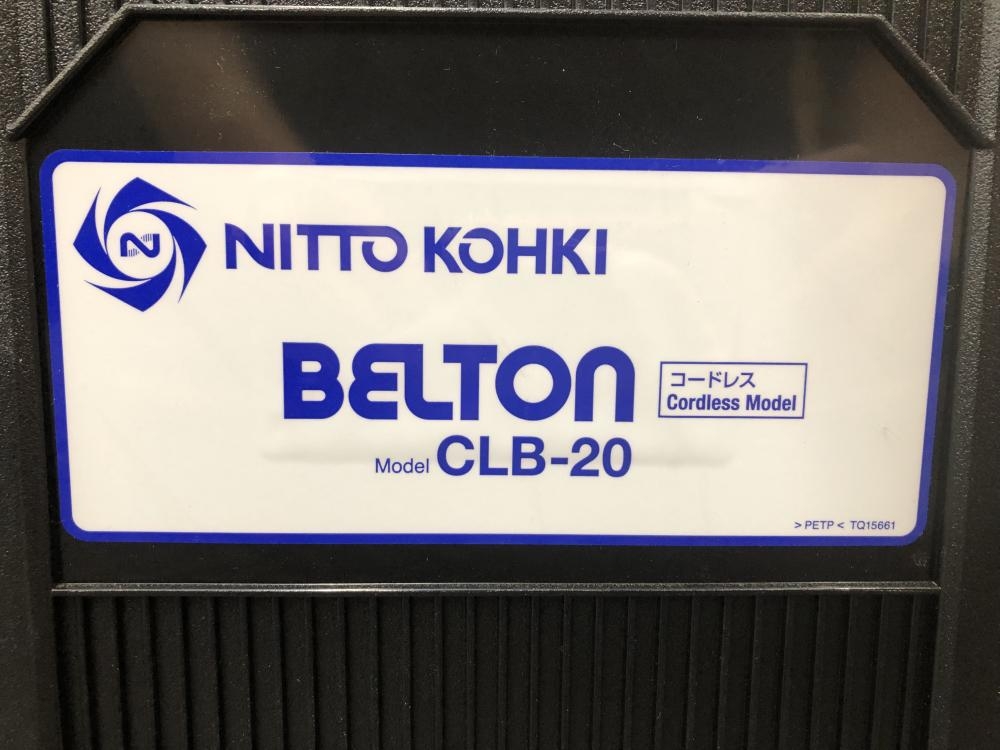 N
NITTO KOHKI
BELTON
コードレス
Cordless Model
Model CLB-20
> PETP < TQ15661